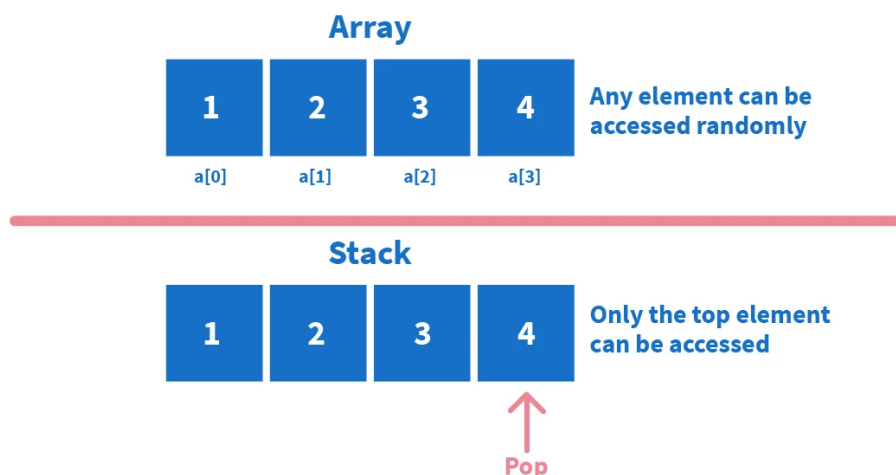 Array
1 2 3 4
Any element can be
accessed randomly
a[0] a[1] a[2] a[3]
Stack
1 2 3 4
Only the top element
can be accessed
Pop